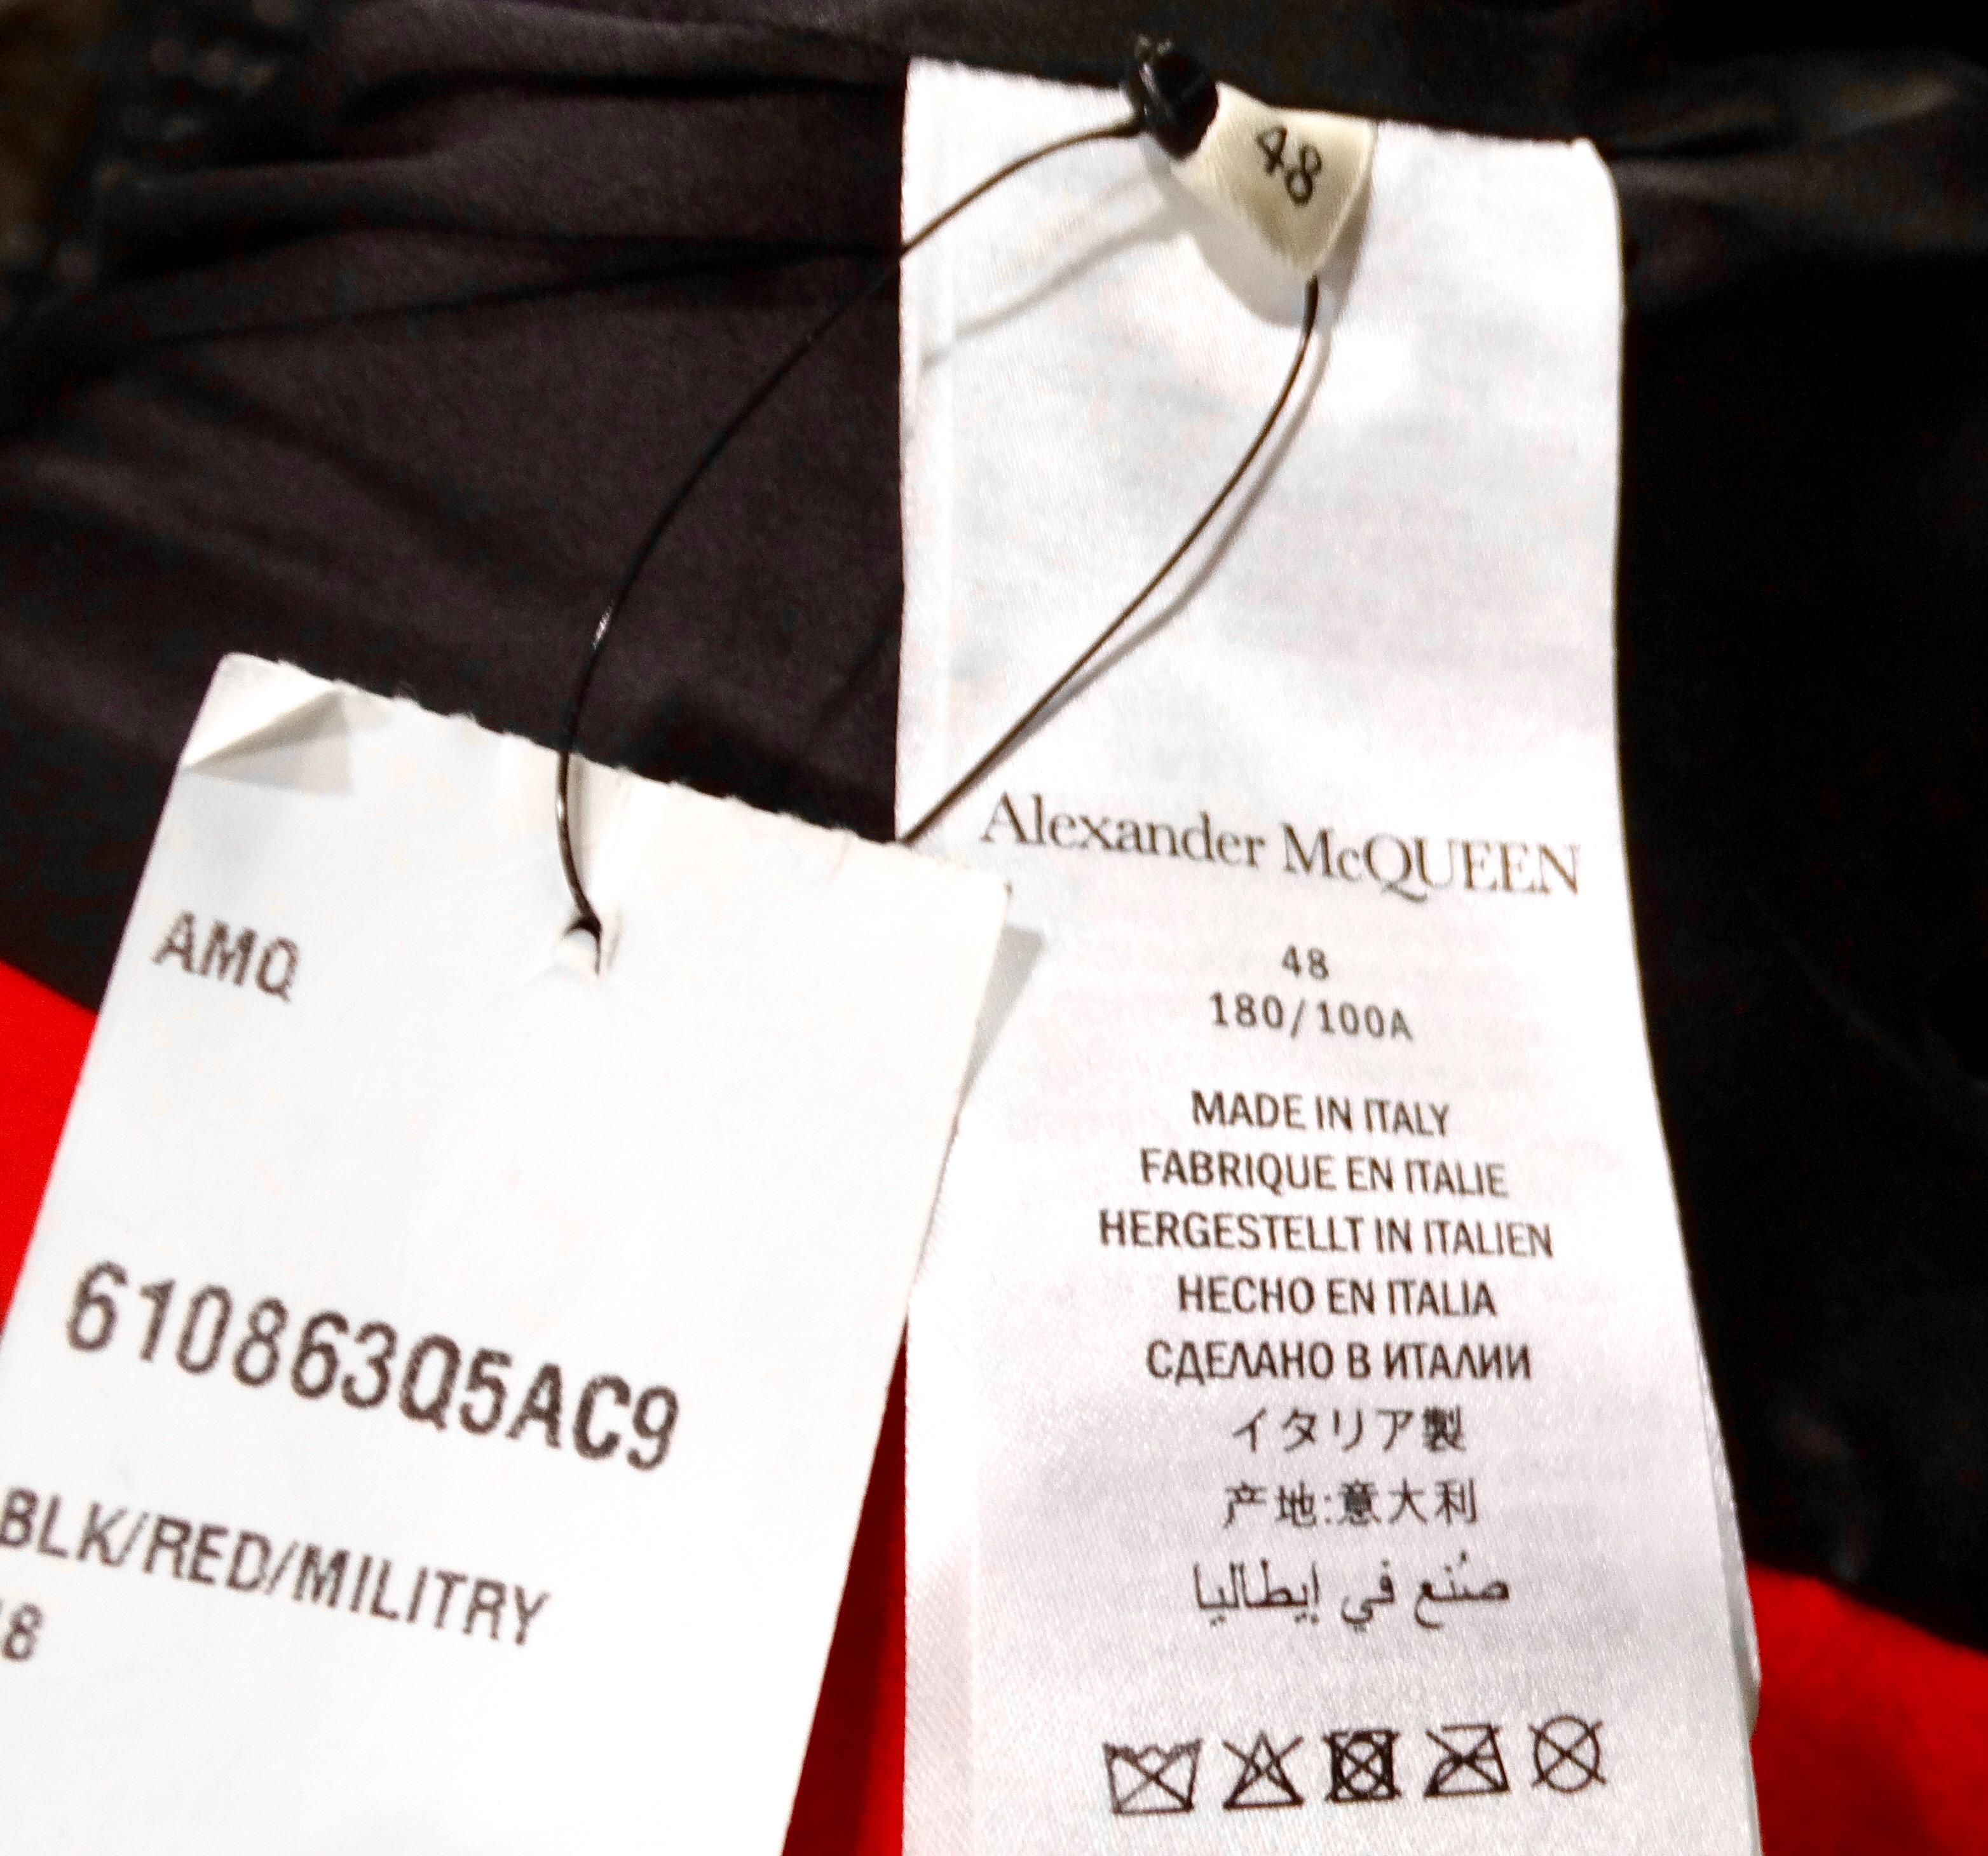 48
Alexander McQUEEN
48
180/100A
MADE IN ITALY
FABRIQUE EN ITALIE
HERGESTELLT IN ITALIEN
HECHO EN ITALIA
СДЕЛАНО В ИТАЛИИ
イタリア製
产地:意大利
صُنع في إيطاليا
AMQ
610863Q5AC9
BLK/RED/MILITRY
8